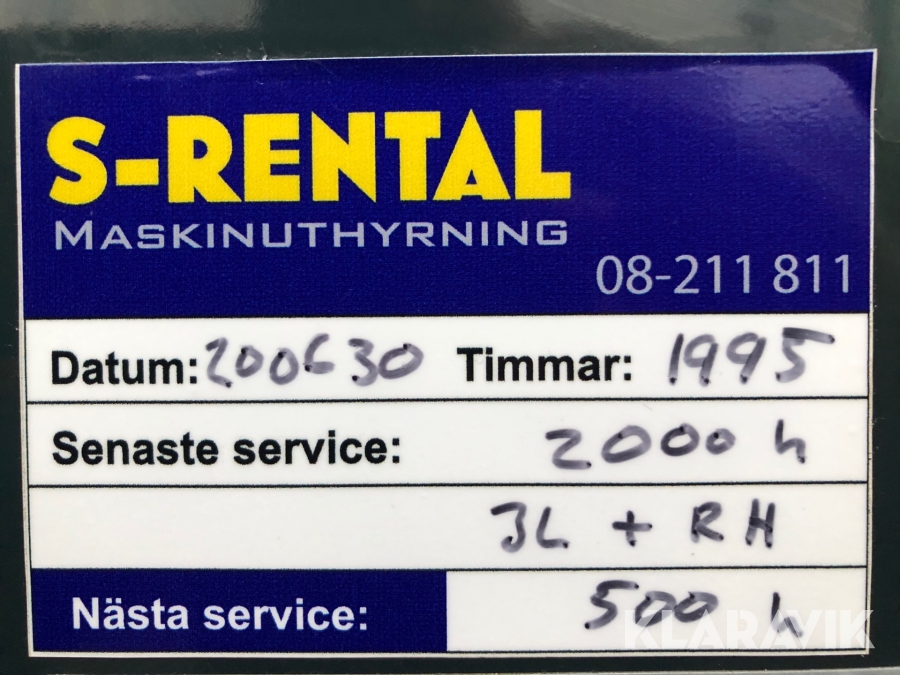 S-RENTAL
MASKINUTHYRNING
08-211 811
Datum: 200630 Timmar: 1995
Senaste service: 2000 h
JL + RH
Nästa service: 500 h
KLARAVIK